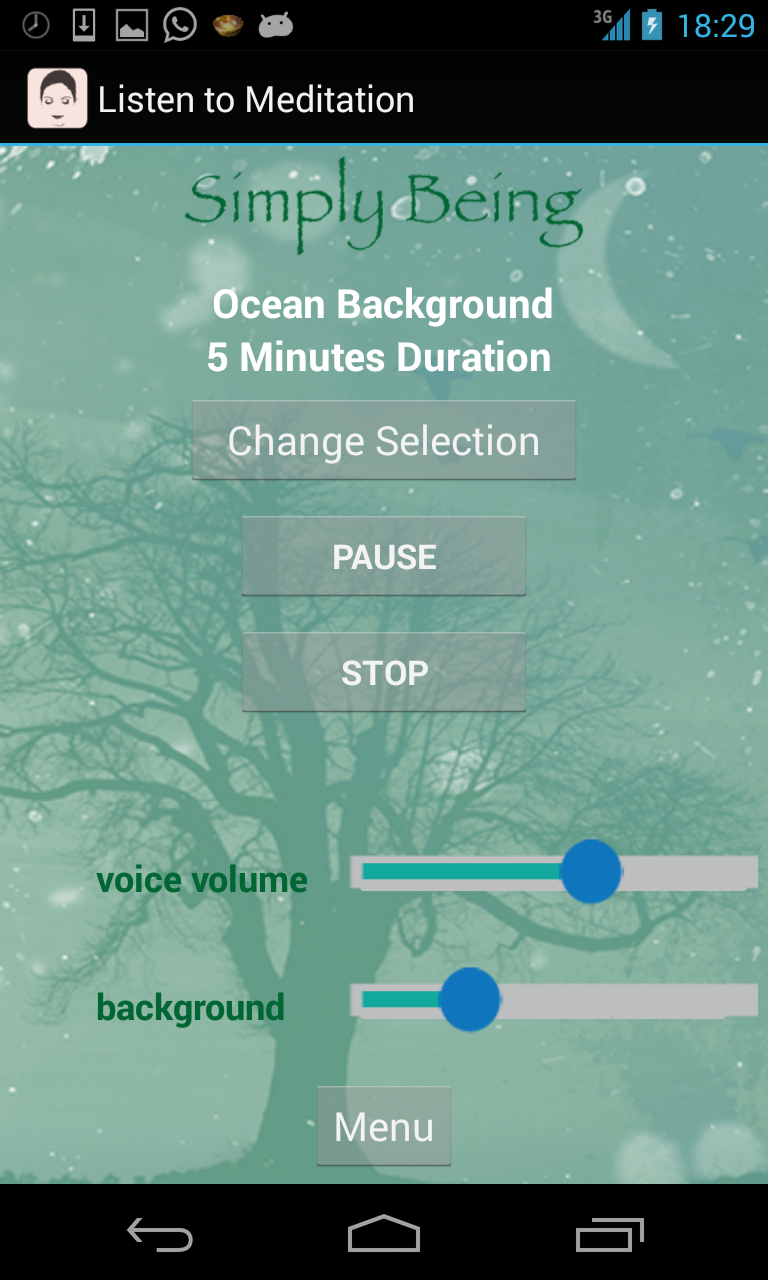 3G 18:29
Listen to Meditation
Simply Being
Ocean Background
5 Minutes Duration
Change Selection
PAUSE
STOP
voice volume
background
Menu